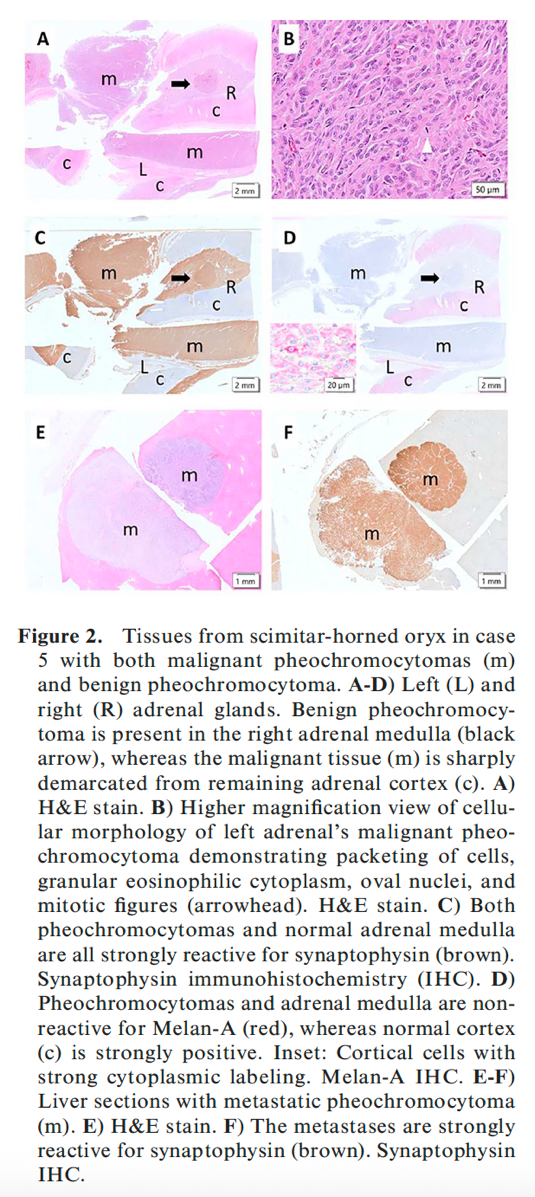 A
m
R
c
m
L
c
c
2 mm
B
50 µm
C
m
R
c
m
c
L
c
2 mm
D
m
R
c
m
L
c
20 µm
2 mm
E
m
m
1 mm
F
m
m
1 mm
Figure 2. Tissues from scimitar-horned oryx in case
5 with both malignant pheochromocytomas (m)
and benign pheochromocytoma. A-D) Left (L) and
right (R) adrenal glands. Benign pheochromocy-
toma is present in the right adrenal medulla (black
arrow), whereas the malignant tissue (m) is sharply
demarcated from remaining adrenal cortex (c). A)
H&E stain. B) Higher magnification view of cellu-
lar morphology of left adrenal’s malignant pheo-
chromocytoma demonstrating packeting of cells,
granular eosinophilic cytoplasm, oval nuclei, and
mitotic figures (arrowhead). H&E stain. C) Both
pheochromocytomas and normal adrenal medulla
are all strongly reactive for synaptophysin (brown).
Synaptophysin immunohistochemistry (IHC). D)
Pheochromocytomas and adrenal medulla are non-
reactive for Melan-A (red), whereas normal cortex
(c) is strongly positive. Inset: Cortical cells with
strong cytoplasmic labeling. Melan-A IHC. E-F)
Liver sections with metastatic pheochromocytoma
(m). E) H&E stain. F) The metastases are strongly
reactive for synaptophysin (brown). Synaptophysin
IHC.